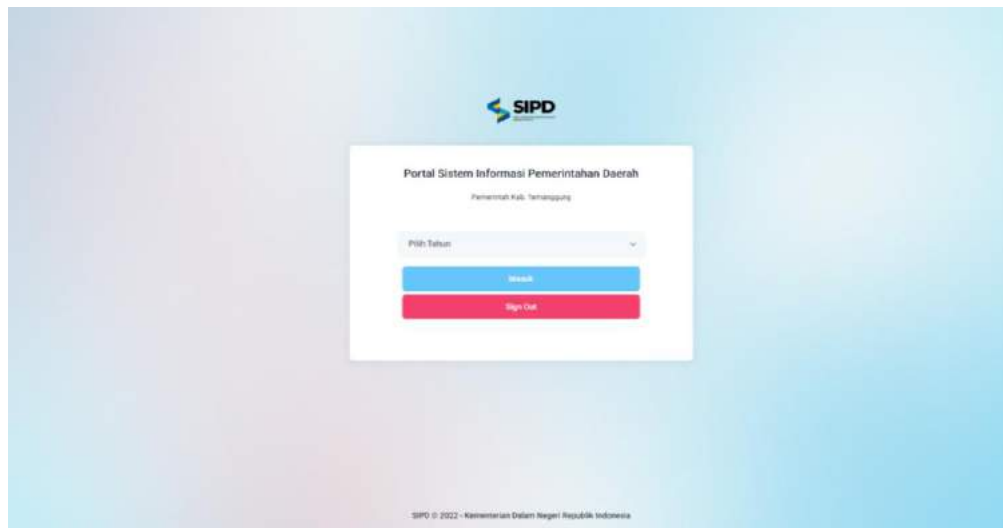 SIPD
Portal Sistem Informasi Pemerintahan Daerah
Pemerintah Kab. Temanggung
Pilih Tahun
Masuk
Sign Out
SIPD © 2022 - Kementerian Dalam Negeri Republik Indonesia